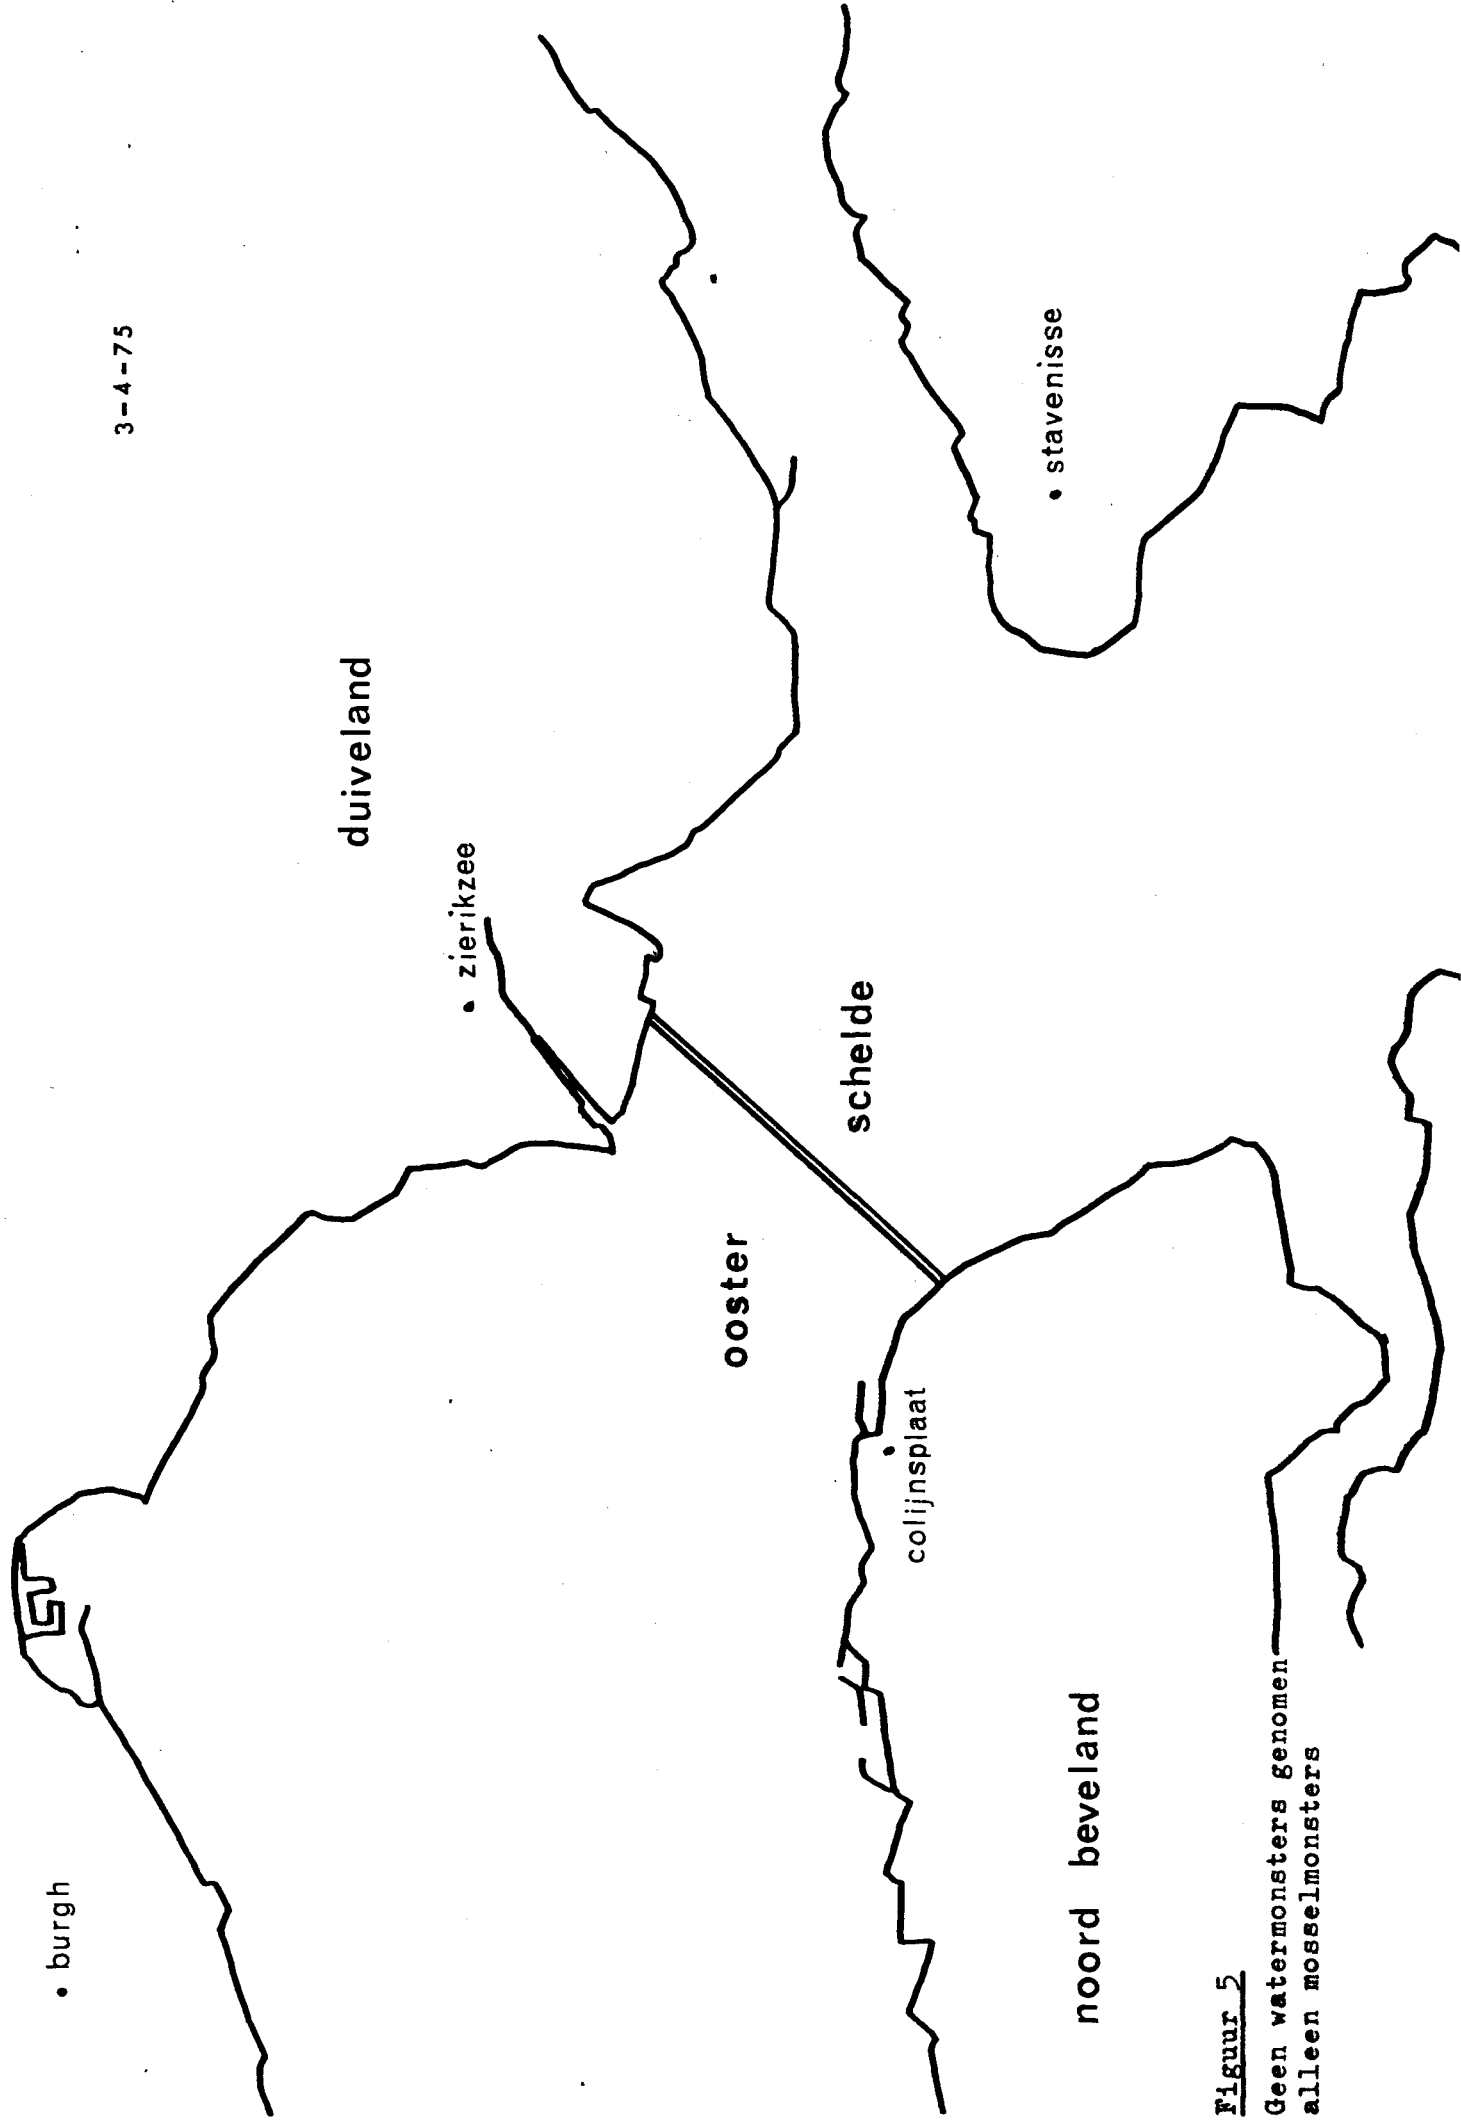 3-4-75
burgh
duiveland
zierikzee
ooster
schelde
colijnsplaat
stavenisse
noord beveland
Figuur 5
Geen watermonsters genomen
alleen mosselmonsters